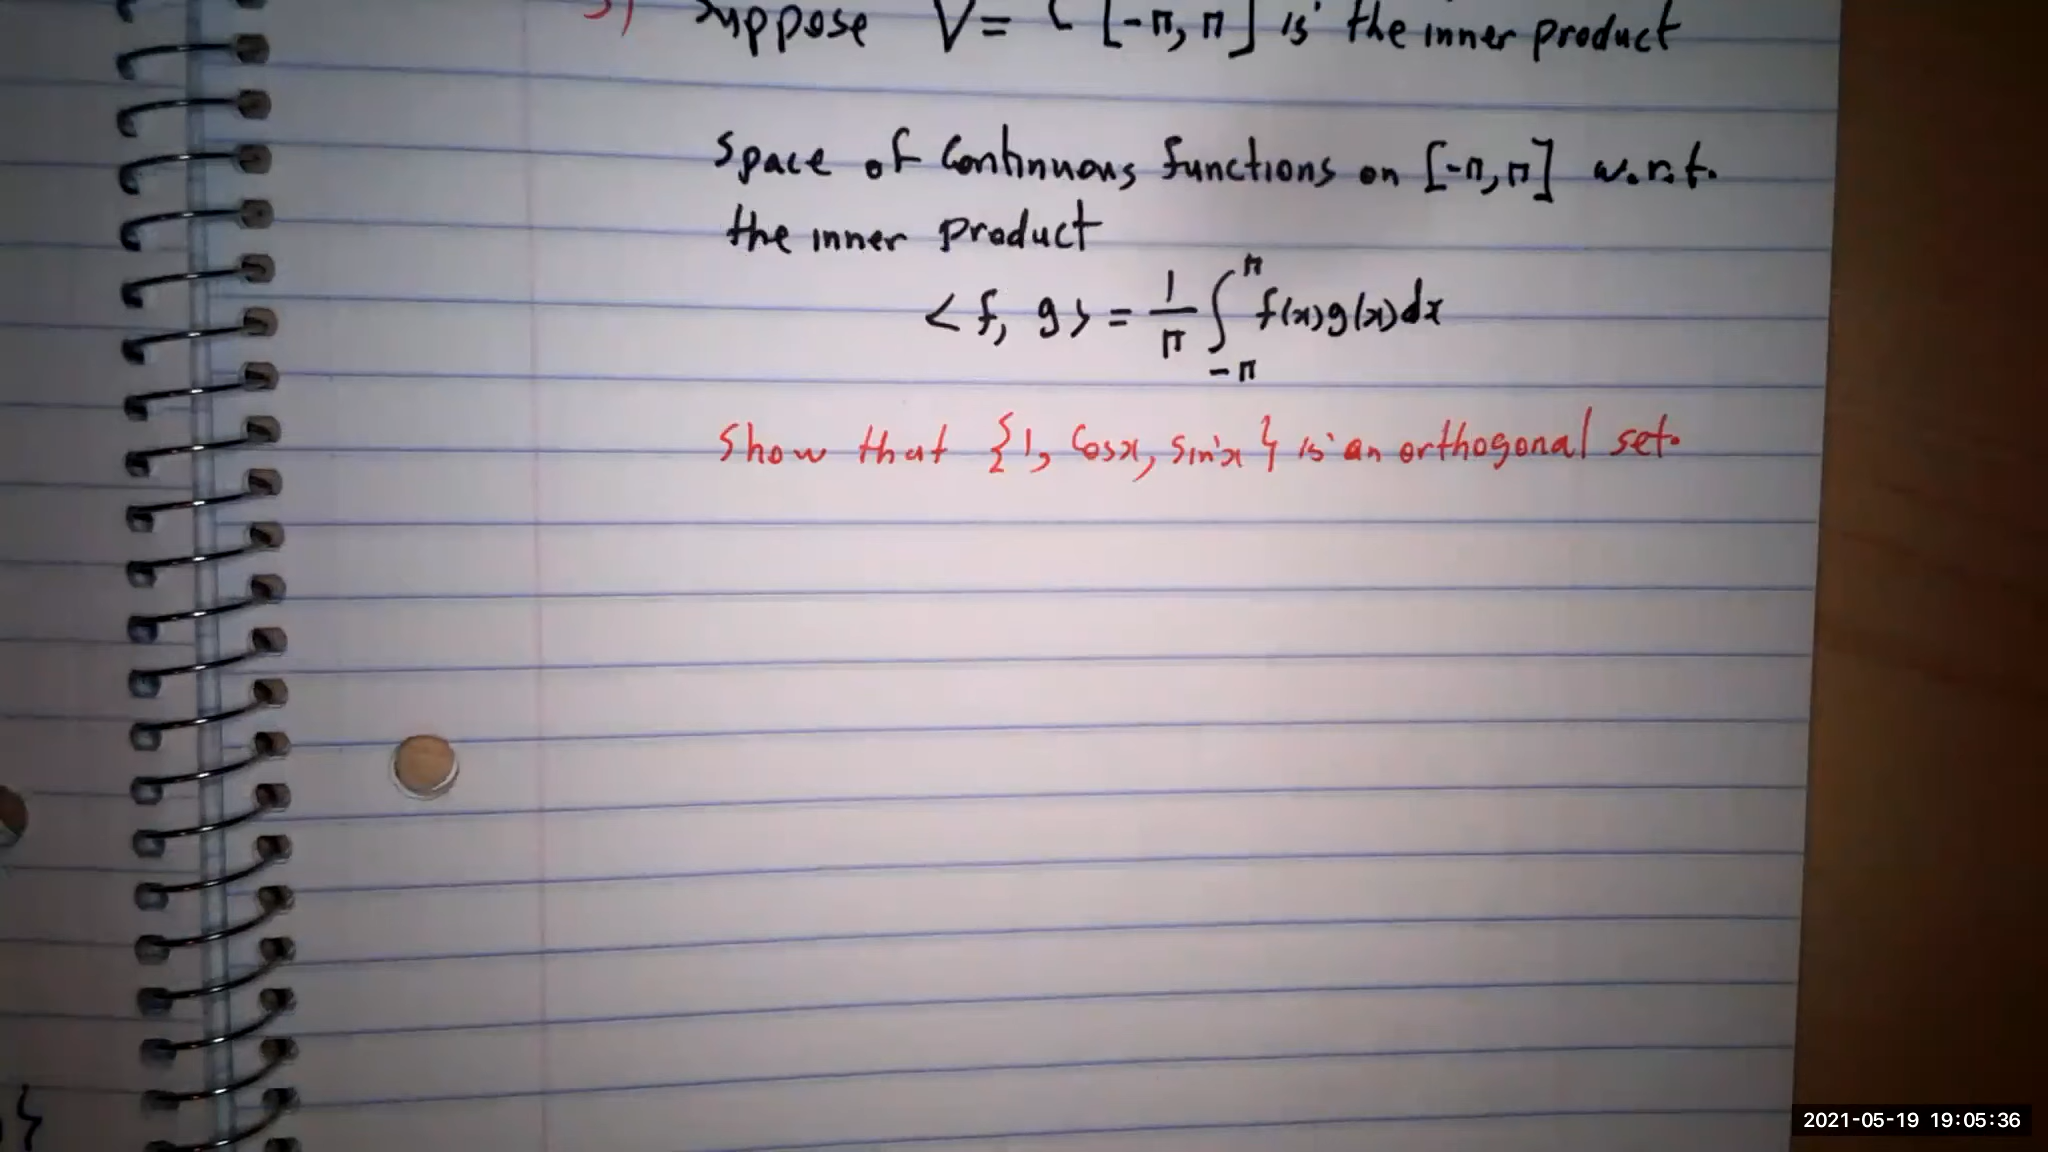 3) Suppose V = C [-π, π] is the inner product
space of continuous functions on [-π, π] w.r.t.
the inner product
< f, g > = 1/π ∫_{-π}^{π} f(x)g(x)dx
Show that {1, Cosx, Sinx} is an orthogonal set.
}
2021-05-19 19:05:36